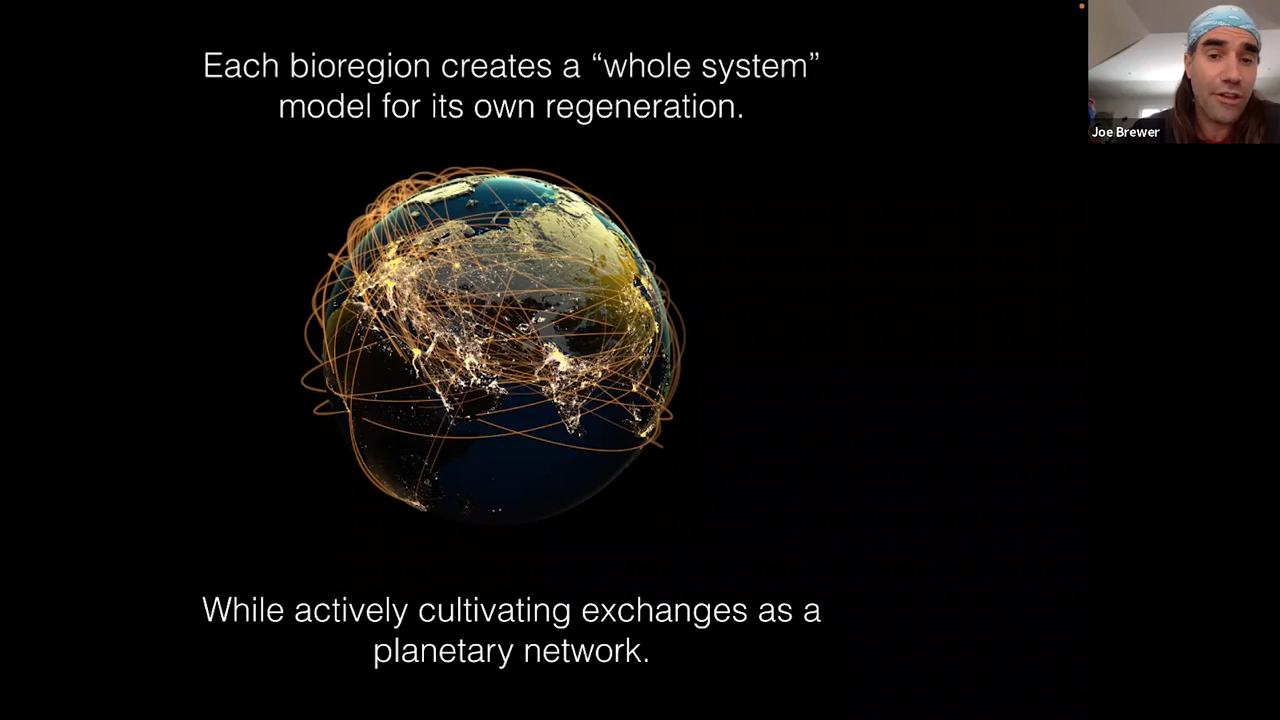 Each bioregion creates a “whole system”
model for its own regeneration.
Joe Brewer
While actively cultivating exchanges as a
planetary network.